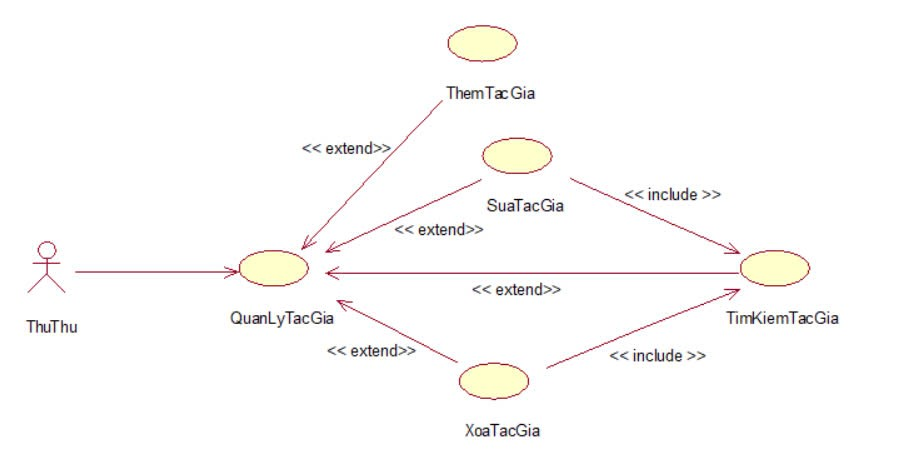 ThemTacGia
<< extend>>
SuaTacGia
<< include >>
<< extend>>
<< extend>>
ThuThu
QuanLyTacGia
TimKiemTacGia
<< extend>>
<< include >>
XoaTacGia